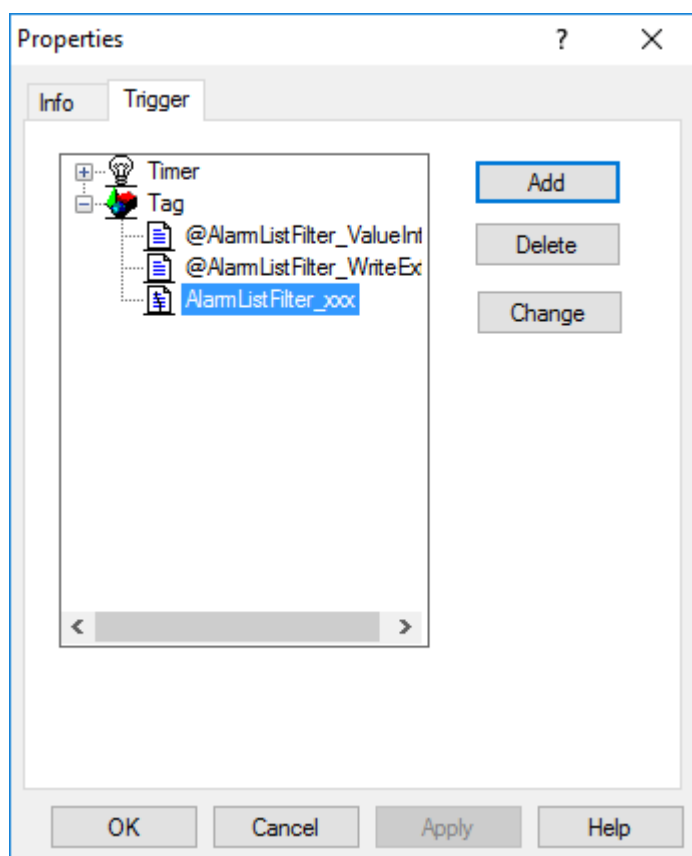 Properties
?
Info
Trigger
Timer
Tag
@AlarmListFilter_ValueInt
@AlarmListFilter_WriteEx
AlarmListFilter_xxx
Add
Delete
Change
OK
Cancel
Apply
Help